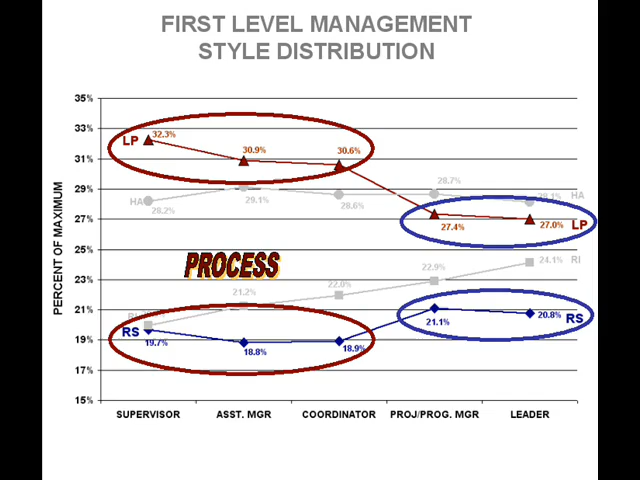 FIRST LEVEL MANAGEMENT
STYLE DISTRIBUTION
PERCENT OF MAXIMUM
35%
33%
31%
29%
27%
25%
23%
21%
19%
17%
15%
LP
32.3%
30.9%
30.6%
27.4%
27.0%
LP
HA
28.2%
29.1%
28.6%
28.7%
HA
PROCESS
21.2%
22.0%
22.9%
24.1%
RI
RS
19.7%
18.8%
18.9%
21.1%
20.8%
RS
SUPERVISOR
ASST. MGR
COORDINATOR
PROJ/PROG. MGR
LEADER